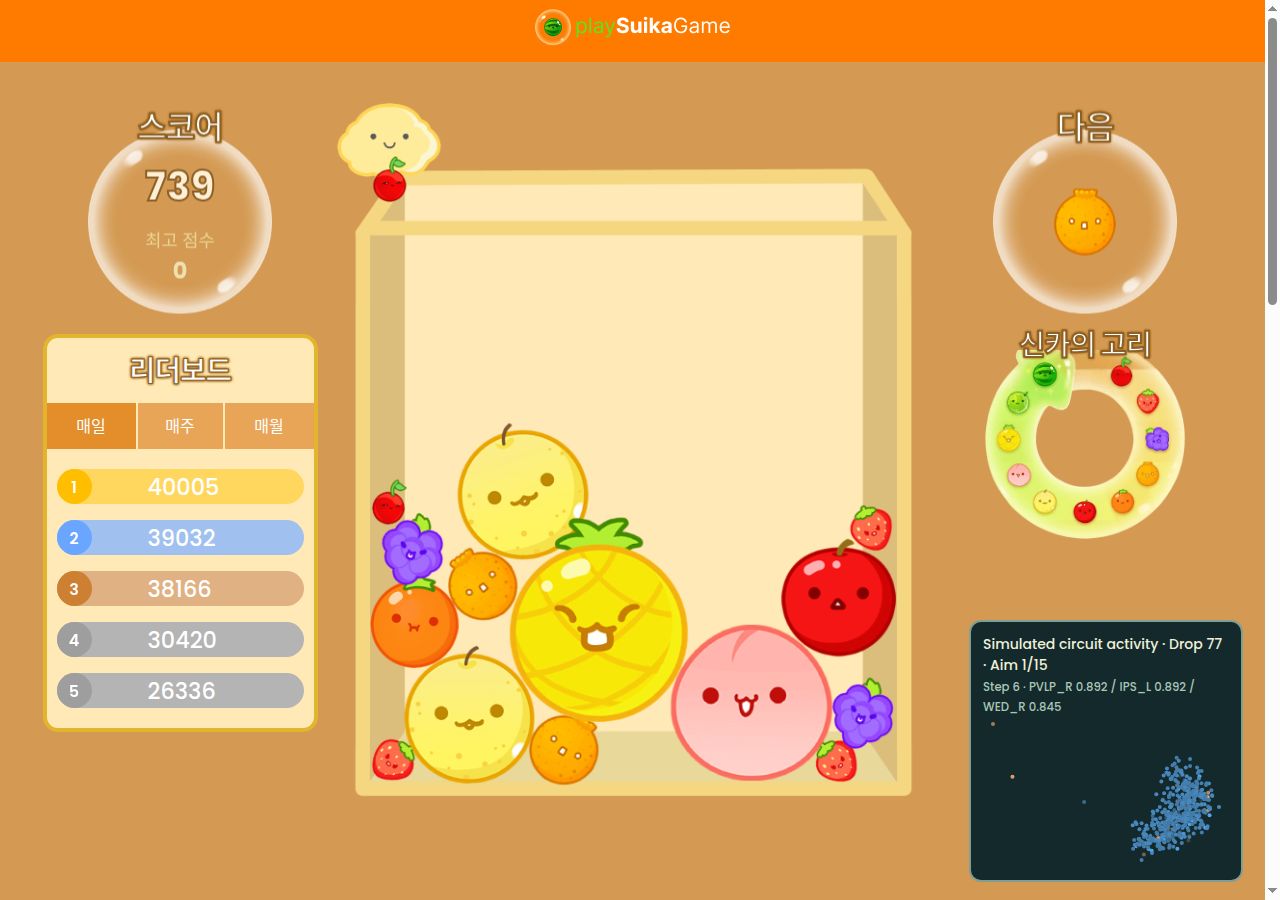 playSuikaGame
스코어
739
최고 점수
0
다음
신카의 고리
리더보드
매일 매주 매월
1 40005
2 39032
3 38166
4 30420
5 26336
Simulated circuit activity · Drop 77
· Aim 1/15
Step 6 · PVLP_R 0.892 / IPS_L 0.892 /
WED_R 0.845